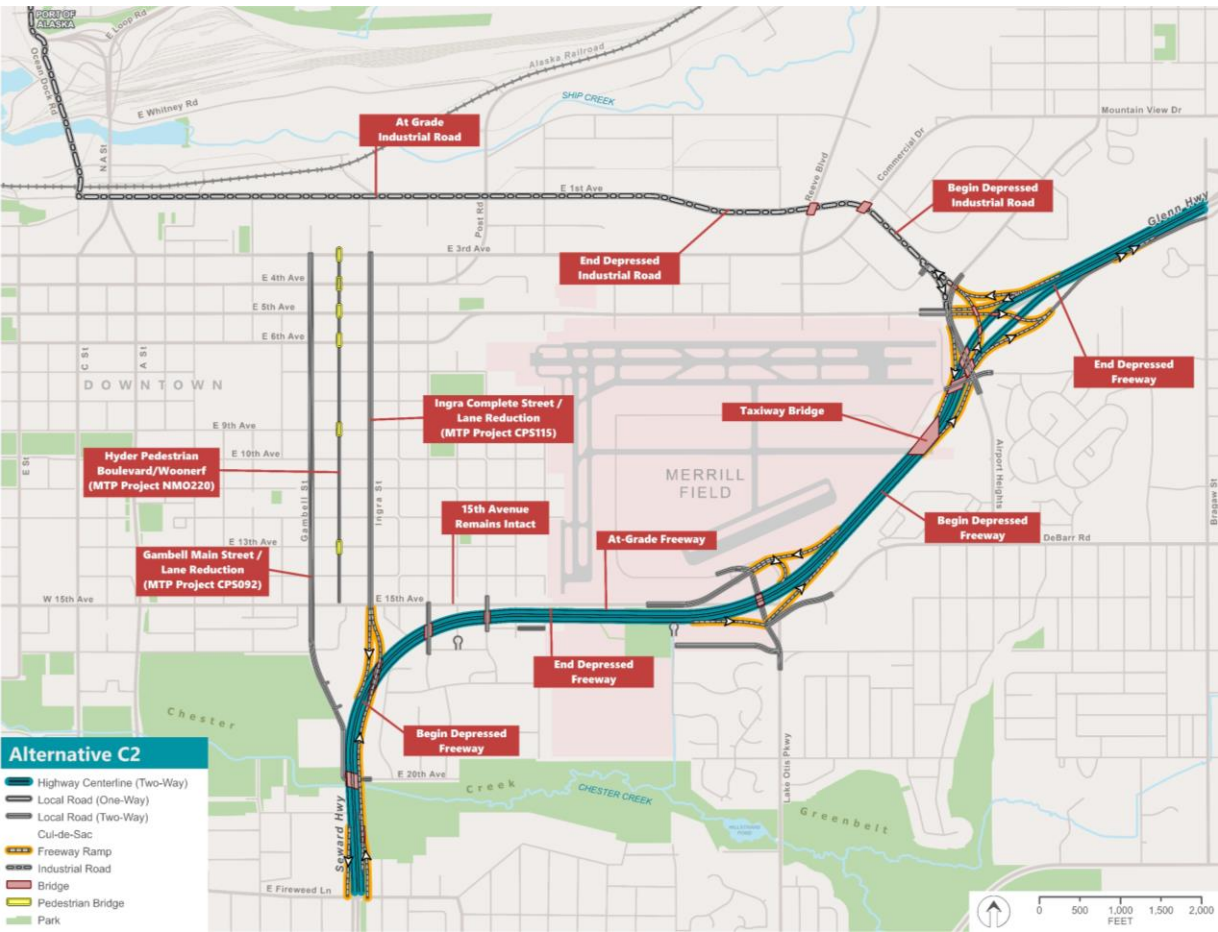 PORT OF
ALASKA
E Loop Rd
Ocean Dock Rd
E Whitney Rd
Alaska Railroad
SHIP CREEK
N A St
At Grade
Industrial Road
Mountain View Dr
Commercial Dr
Reeve Blvd
E 1st Ave
Post Rd
Begin Depressed
Industrial Road
Glenn Hwy
E 3rd Ave
End Depressed
Industrial Road
E 4th Ave
E 5th Ave
E 6th Ave
C St
A St
DOWNTOWN
End Depressed
Freeway
Ingra Complete Street /
Lane Reduction
(MTP Project CPS115)
Taxiway Bridge
E 9th Ave
E 10th Ave
E St
Hyder Pedestrian
Boulevard/Woonerf
(MTP Project NMO220)
Gambell St
Ingra St
MERRILL
FIELD
Airport Heights
Bragaw St
15th Avenue
Remains Intact
Begin Depressed
Freeway
DeBarr Rd
E 13th Ave
At-Grade Freeway
Gambell Main Street /
Lane Reduction
(MTP Project CPS092)
W 15th Ave
E 15th Ave
End Depressed
Freeway
Chester
Begin Depressed
Freeway
E 20th Ave
Creek
CHESTER CREEK
Lake Otis Pkwy
Greenbelt
Seward Hwy
E Fireweed Ln
Alternative C2
Highway Centerline (Two-Way)
Local Road (One-Way)
Local Road (Two-Way)
Cul-de-Sac
Freeway Ramp
Industrial Road
Bridge
Pedestrian Bridge
Park
0 500 1,000 1,500 2,000
FEET